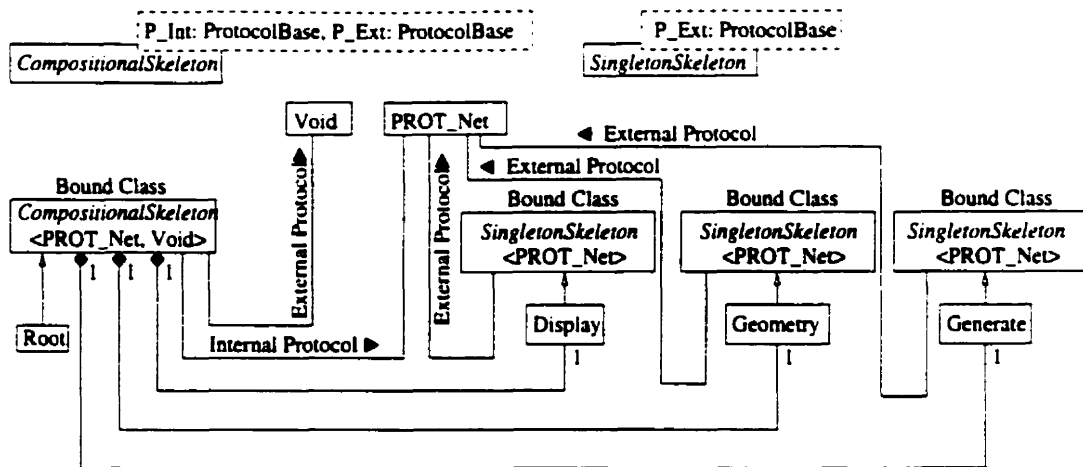 P_Int: ProtocolBase, P_Ext: ProtocolBase
CompositionalSkeleton
P_Ext: ProtocolBase
SingletonSkeleton
Void
PROT_Net
◄ External Protocol
◄ External Protocol
External Protocol ►
External Protocol ►
Bound Class
CompositionalSkeleton
<PROT_Net, Void>
Bound Class
SingletonSkeleton
<PROT_Net>
Bound Class
SingletonSkeleton
<PROT_Net>
Bound Class
SingletonSkeleton
<PROT_Net>
1
1
1
Root
Internal Protocol ►
Display
1
Geometry
1
Generate
1